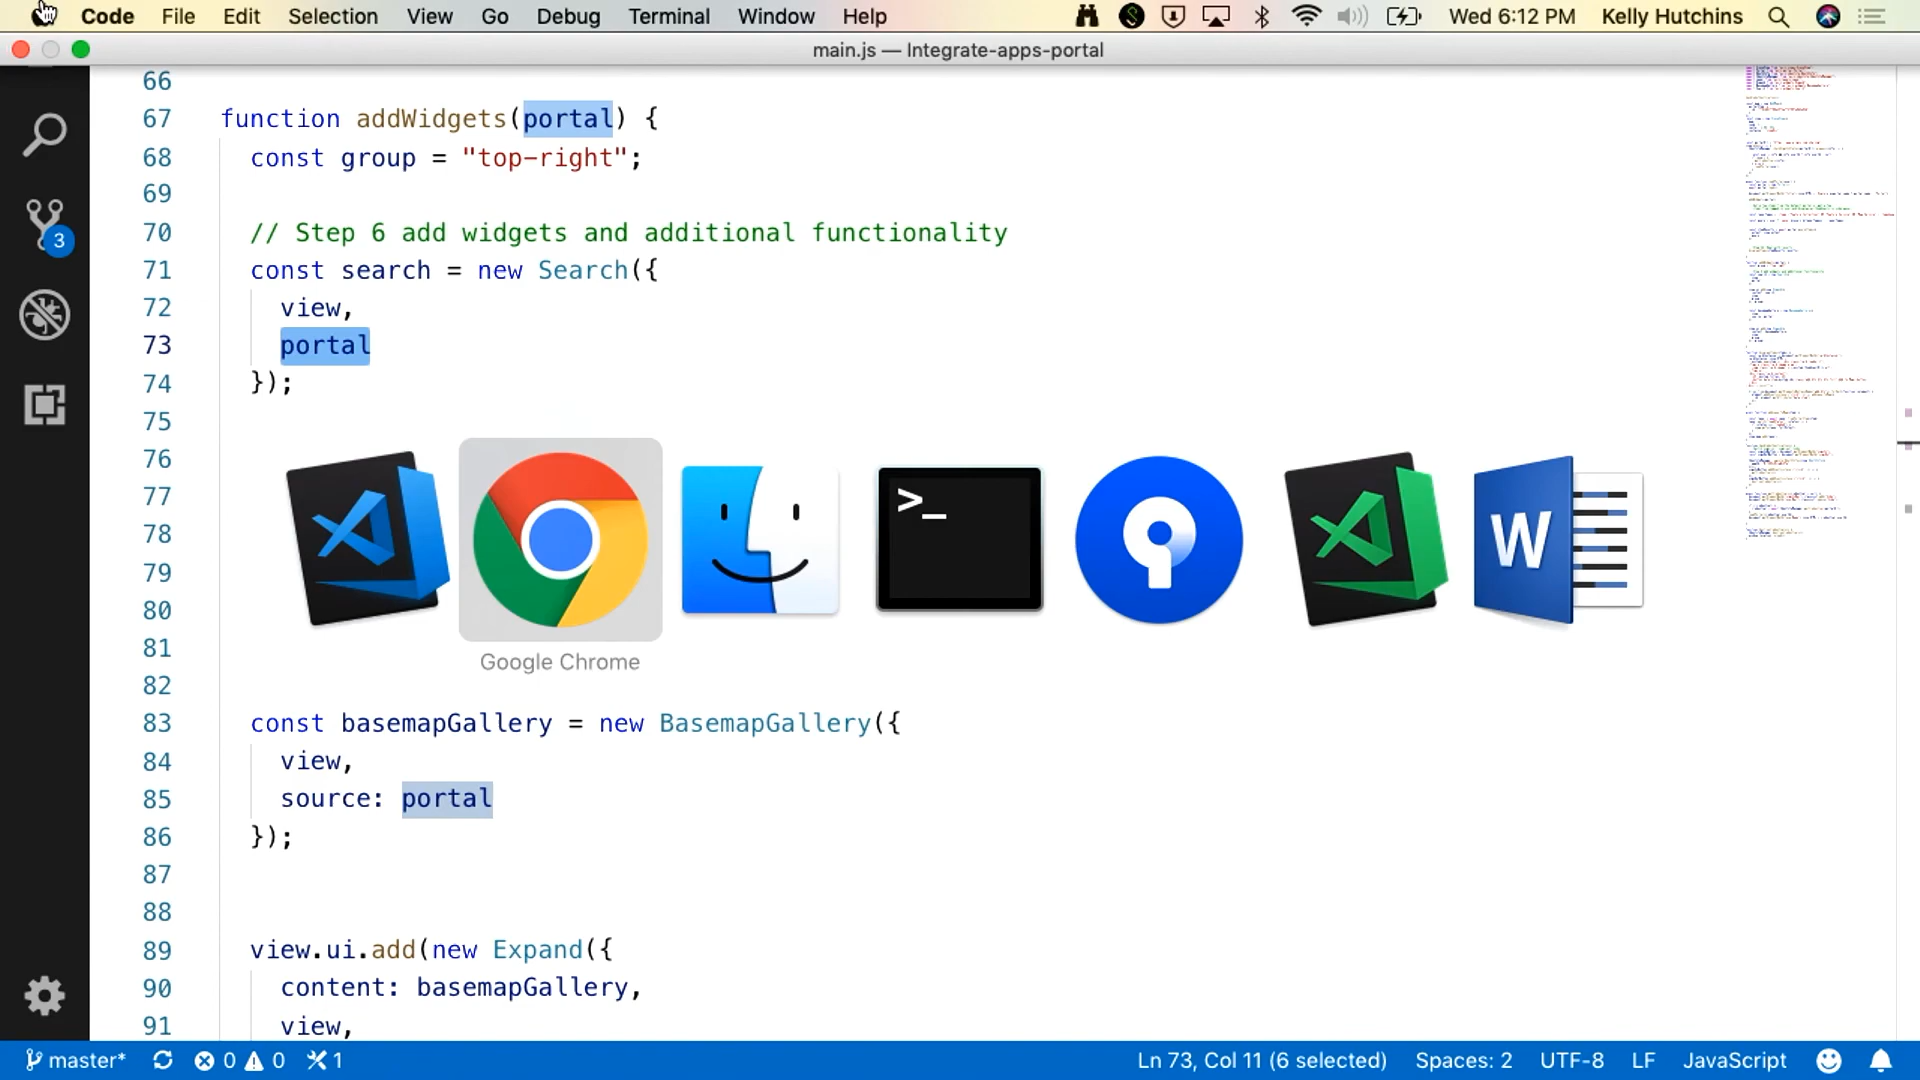 Code File Edit Selection View Go Debug Terminal Window Help Wed 6:12 PM Kelly Hutchins
main.js — Integrate-apps-portal
66
67 function addWidgets(portal) {
68 const group = "top-right";
69
70 // Step 6 add widgets and additional functionality
71 const search = new Search({
72 view,
73 portal
74 });
75
76
77
78
79
80
81
82
83 const basemapGallery = new BasemapGallery({
84 view,
85 source: portal
86 });
87
88
89 view.ui.add(new Expand({
90 content: basemapGallery,
91 view,
3
>_
W
Google Chrome
master* 0 0 1 Ln 73, Col 11 (6 selected) Spaces: 2 UTF-8 LF JavaScript